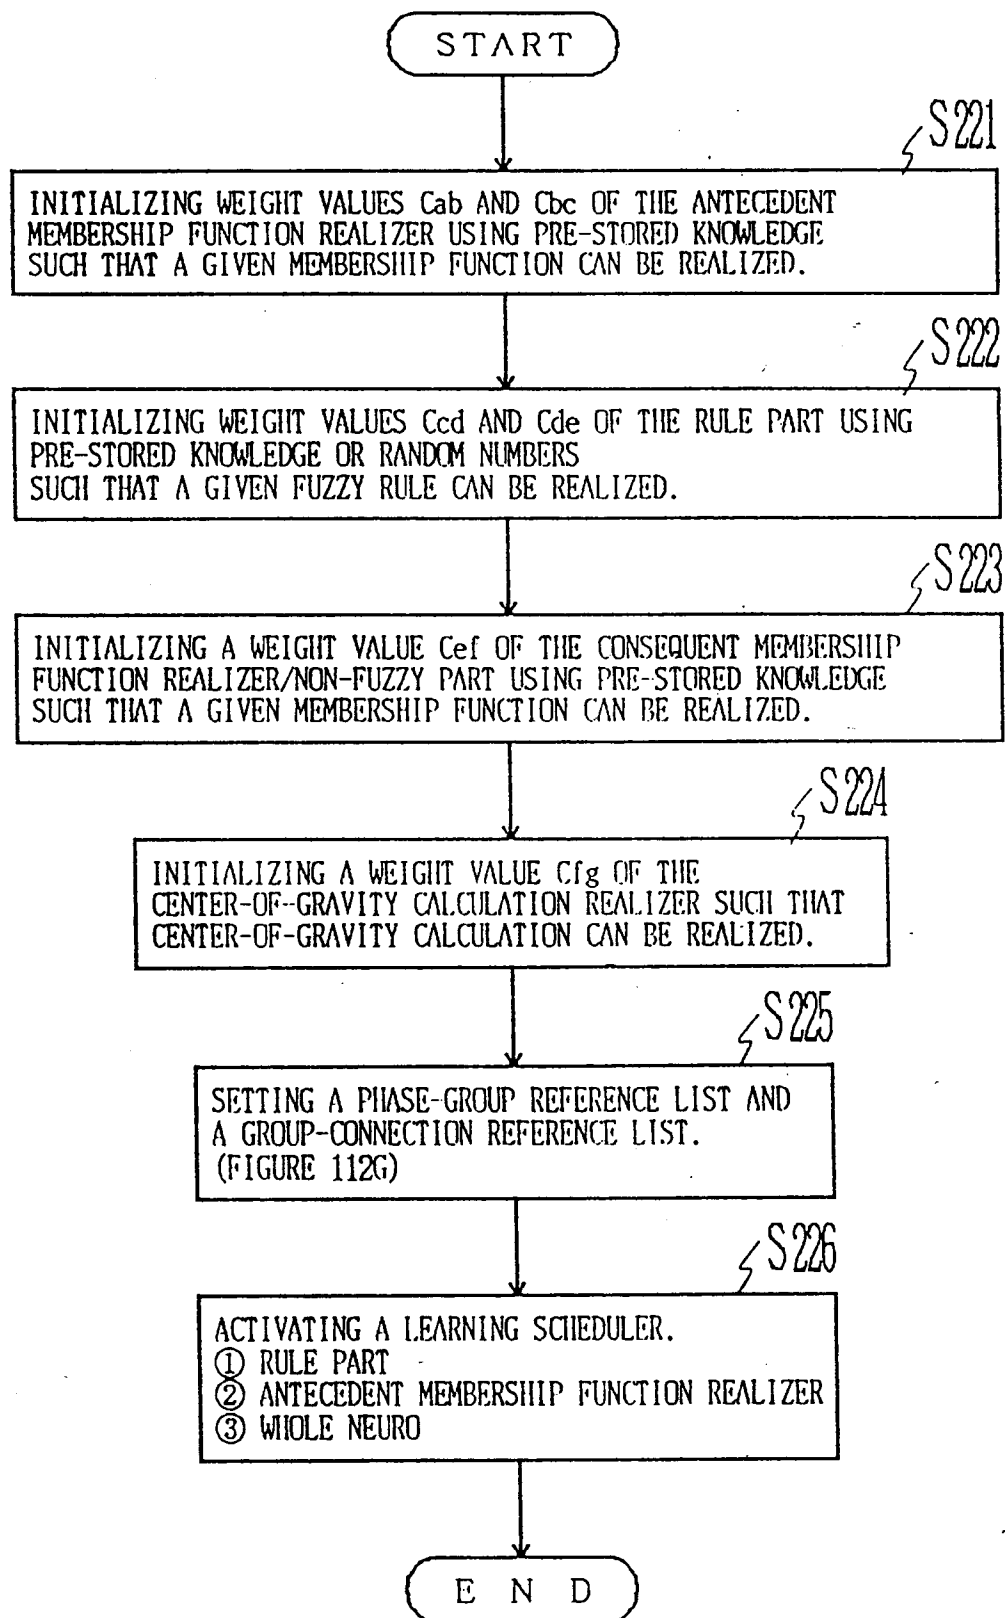 START
S221
INITIALIZING WEIGHT VALUES Cab AND Cbc OF THE ANTECEDENT
MEMBERSHIP FUNCTION REALIZER USING PRE-STORED KNOWLEDGE
SUCH THAT A GIVEN MEMBERSHIP FUNCTION CAN BE REALIZED.
S222
INITIALIZING WEIGHT VALUES Ccd AND Cde OF THE RULE PART USING
PRE-STORED KNOWLEDGE OR RANDOM NUMBERS
SUCH THAT A GIVEN FUZZY RULE CAN BE REALIZED.
S223
INITIALIZING A WEIGHT VALUE Cef OF THE CONSEQUENT MEMBERSHIP
FUNCTION REALIZER/NON-FUZZY PART USING PRE-STORED KNOWLEDGE
SUCH THAT A GIVEN MEMBERSHIP FUNCTION CAN BE REALIZED.
S224
INITIALIZING A WEIGHT VALUE Cfg OF THE
CENTER-OF-GRAVITY CALCULATION REALIZER SUCH THAT
CENTER-OF-GRAVITY CALCULATION CAN BE REALIZED.
S225
SETTING A PHASE-GROUP REFERENCE LIST AND
A GROUP-CONNECTION REFERENCE LIST.
(FIGURE 112G)
S226
ACTIVATING A LEARNING SCHEDULER.
① RULE PART
② ANTECEDENT MEMBERSHIP FUNCTION REALIZER
③ WHOLE NEURO
E N D